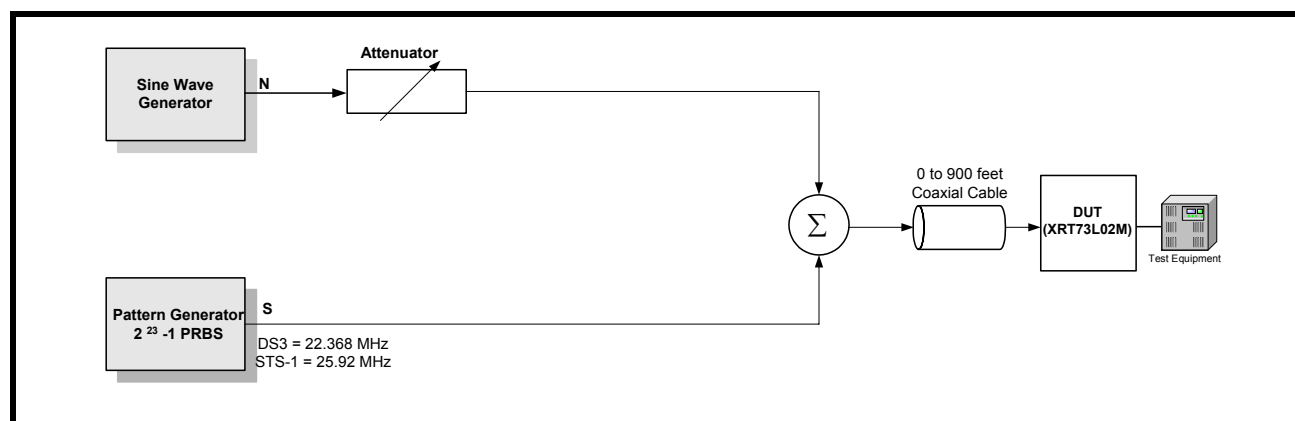 Attenuator
Sine Wave
Generator
N
0 to 900 feet
Coaxial Cable
DUT
(XRT73L02M)
Σ
Test Equipment
Pattern Generator
2 23 -1 PRBS
S
DS3 = 22.368 MHz
STS-1 = 25.92 MHz